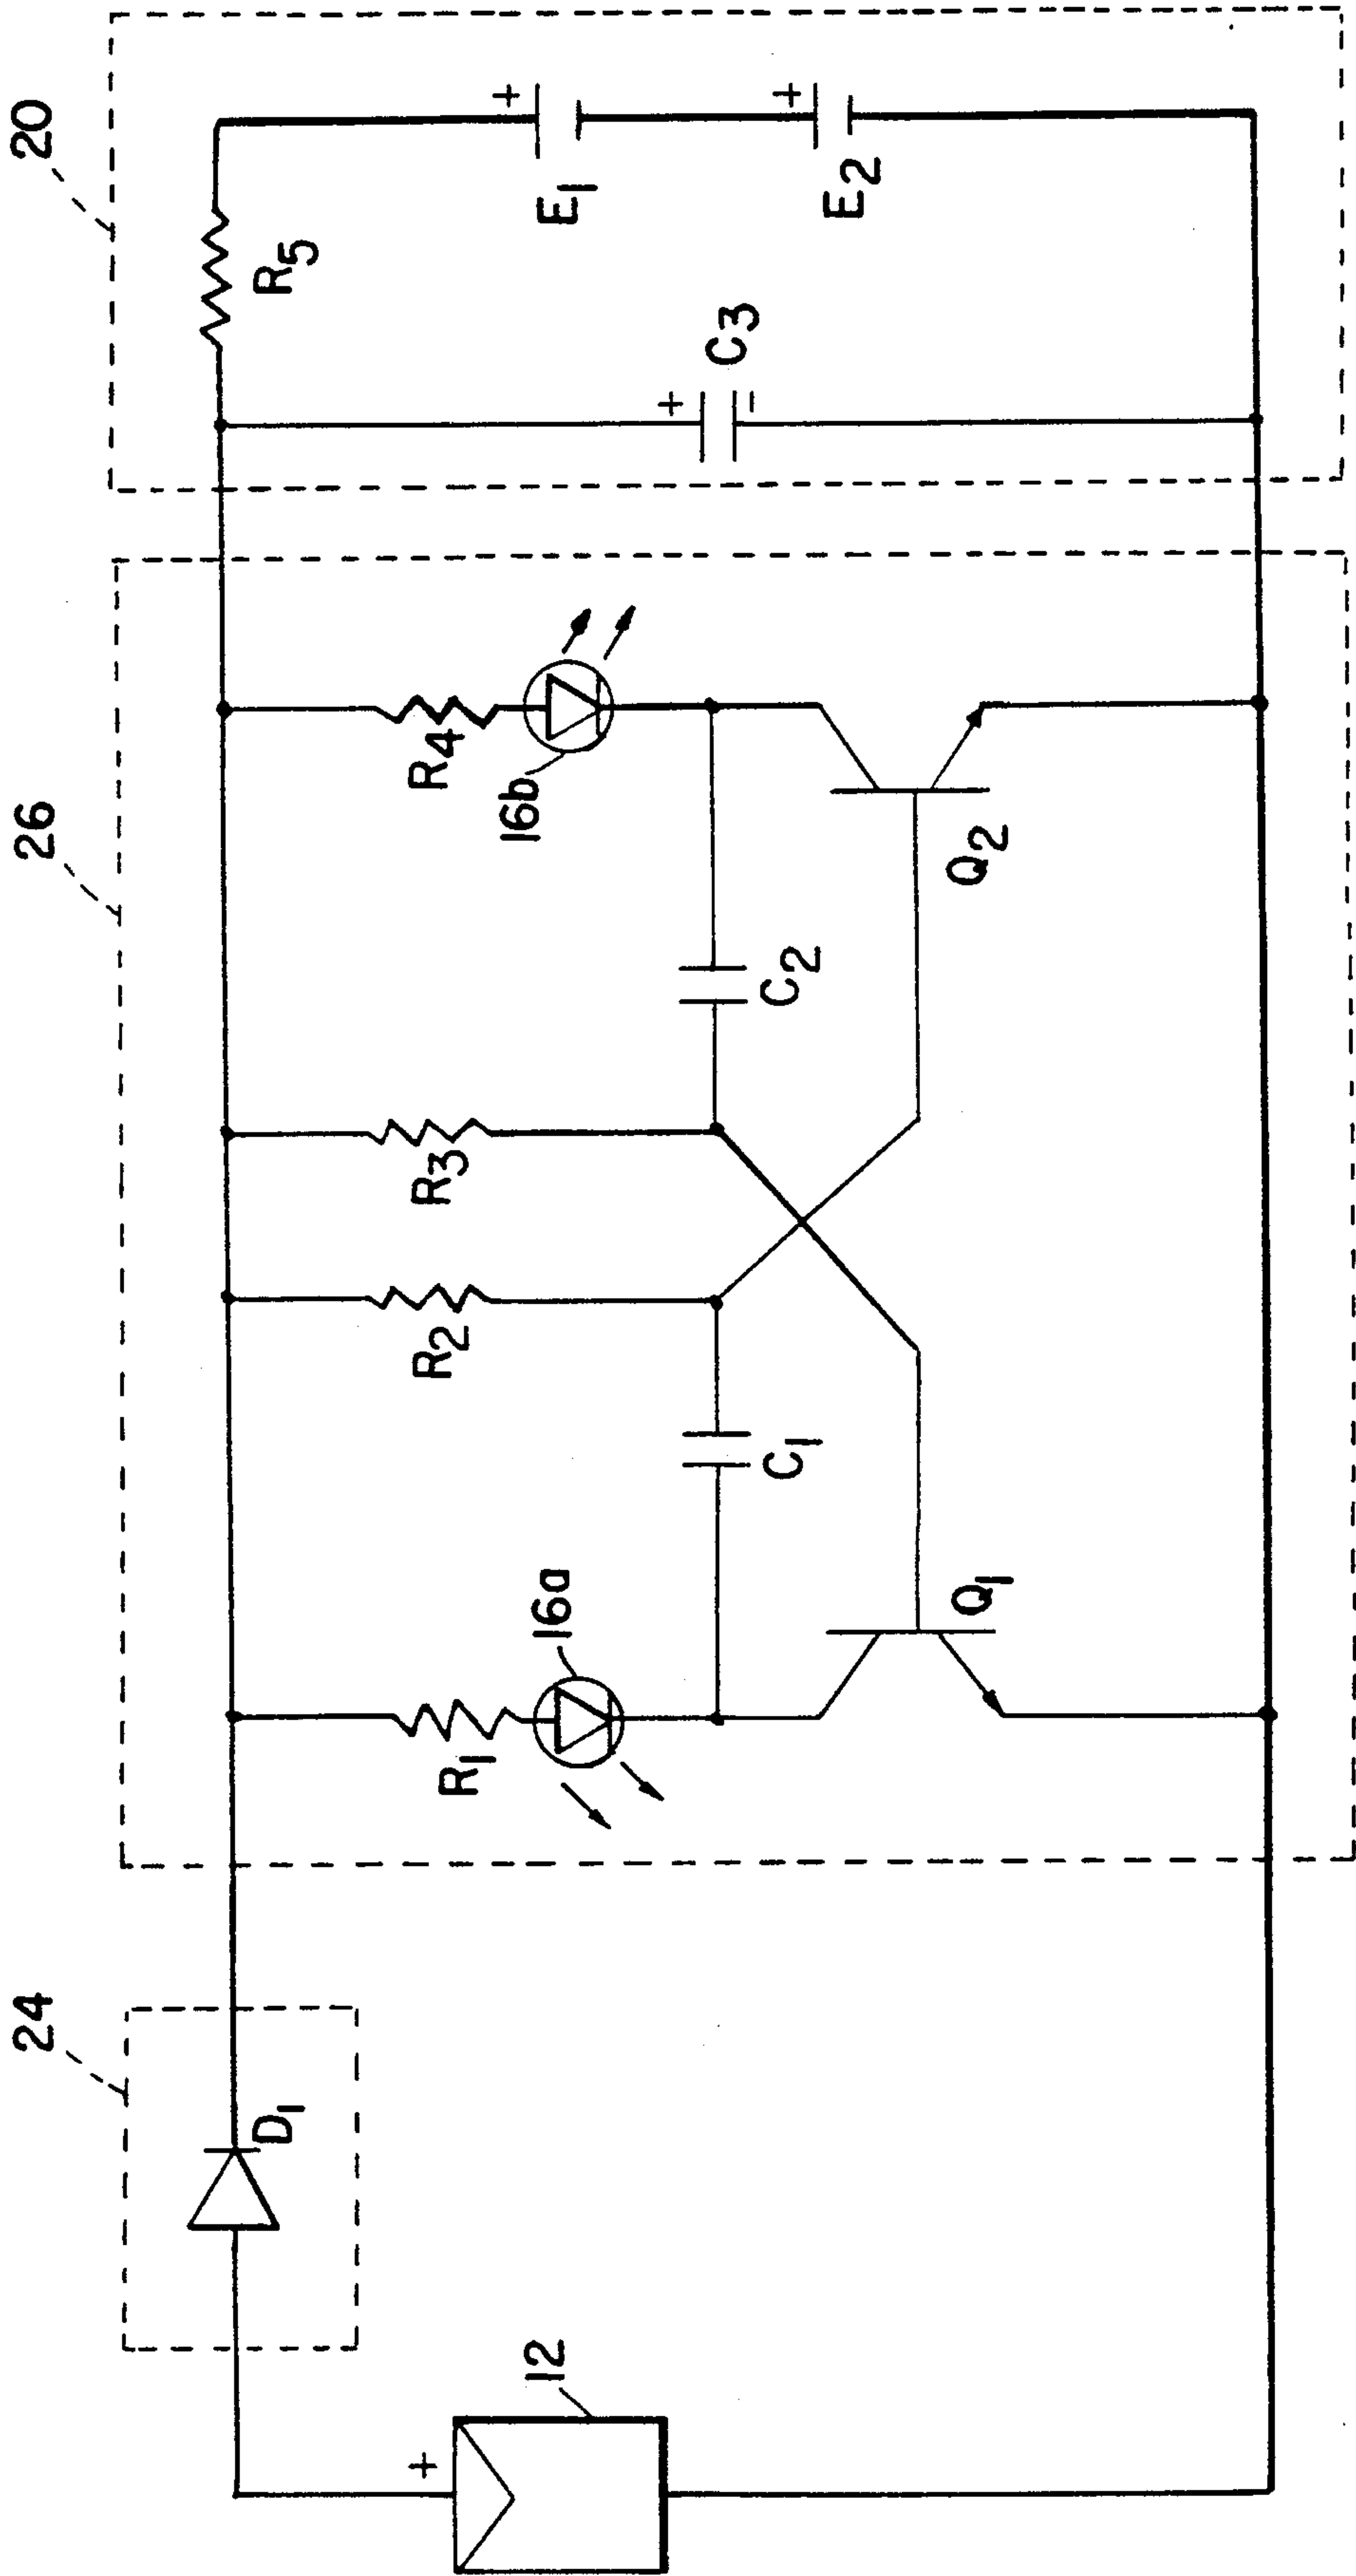 24
26
20
D1
12
+
R1
16a
C1
Q1
R2
R3
C2
R4
16b
Q2
C3
+
−
R5
+
E1
+
E2